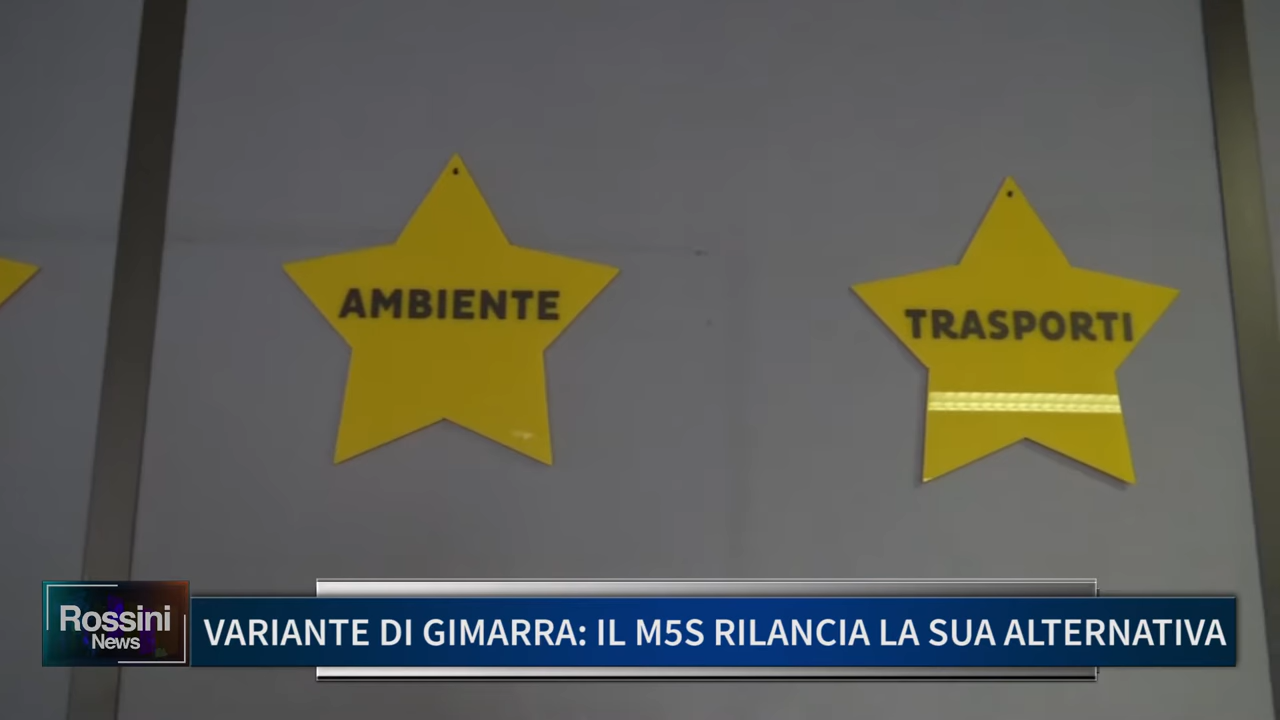 AMBIENTE
TRASPORTI
Rossini
News
VARIANTE DI GIMARRA: IL M5S RILANCIA LA SUA ALTERNATIVA